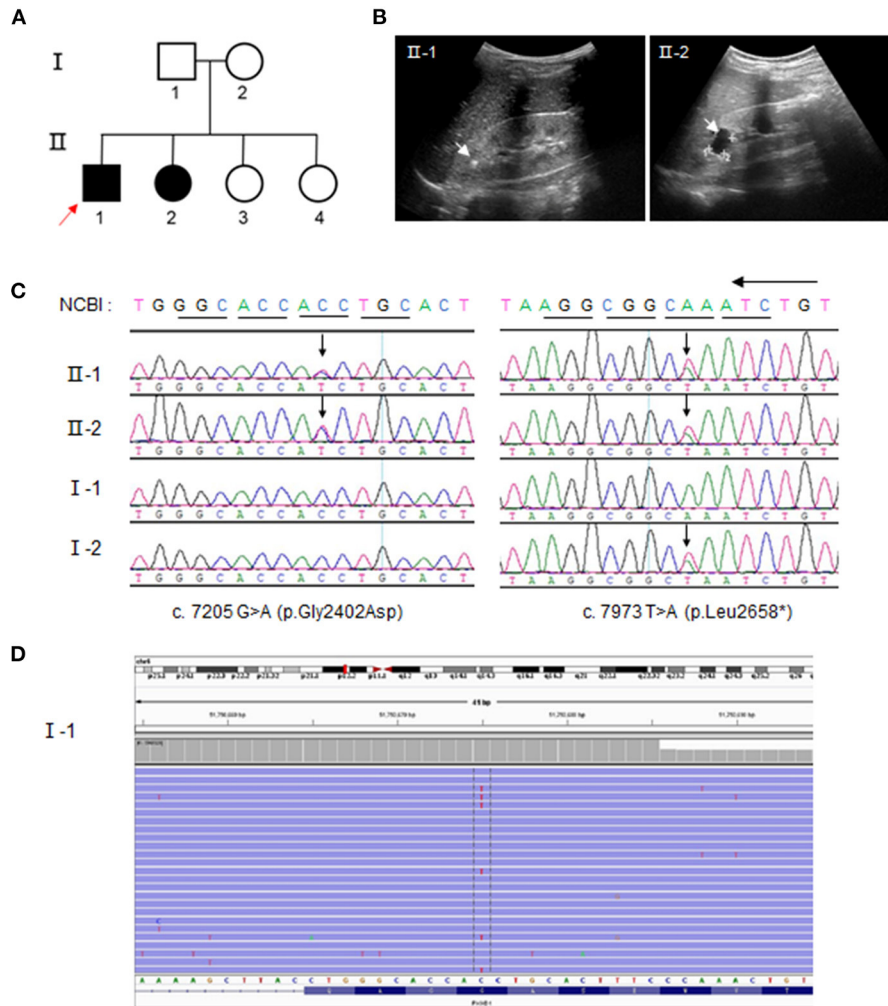 A
I
1
2
II
1
2
3
4
B
II-1
II-2
C
NCBI : T G G G C A C C A C C T G C A C T
T A A G G C G G C A A A T C T G T
II-1
T G G G C A C C A T C T G C A C T
T A A G G C G G C T A A T C T G T
II-2
T G G G C A C C A T C T G C A C T
T A A G G C G G C T A A T C T G T
I-1
T G G G C A C C A C C T G C A C T
T A A G G C G G C A A A T C T G T
I-2
T G G G C A C C A C C T G C A C T
T A A G G C G G C T A A T C T G T
c. 7205 G>A (p.Gly2402Asp)
c. 7973 T>A (p.Leu2658*)
D
I-1
41 bp
A A A A G C T T A C C T G G G C A C C A C C T G C A C T T T C C C A A A C T G T